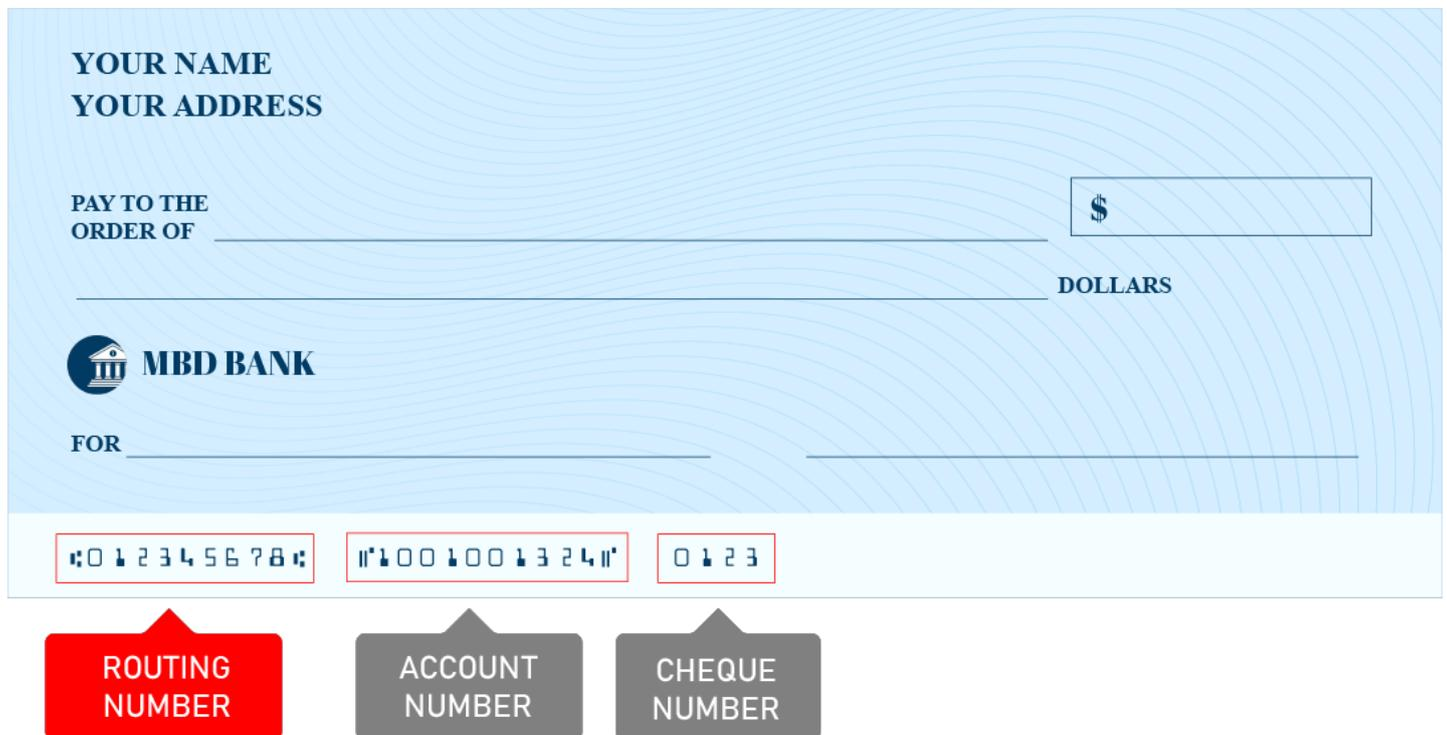 YOUR NAME
YOUR ADDRESS
PAY TO THE
ORDER OF
$
DOLLARS
MBD BANK
FOR
⑆012345678⑆ ⑈1001001324⑈ 0123
ROUTING
NUMBER
ACCOUNT
NUMBER
CHEQUE
NUMBER